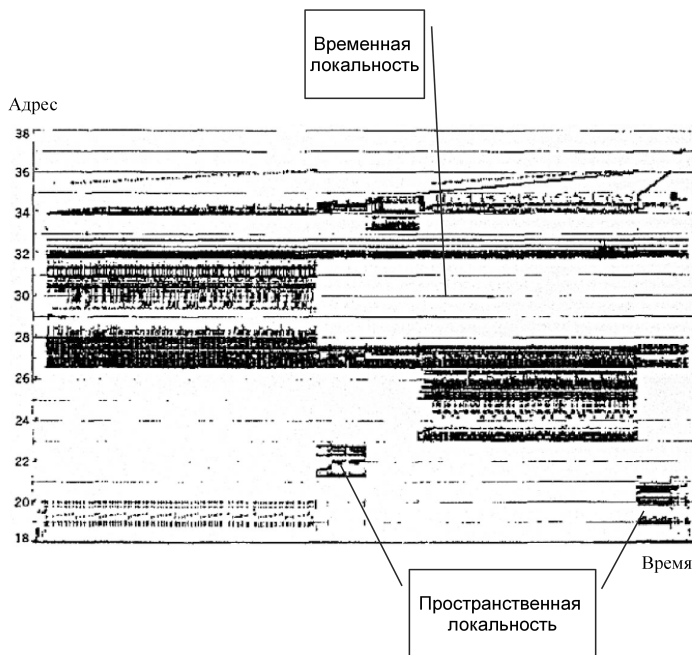 Временная
локальность
Адрес
38
36
34
32
30
28
26
24
22
20
18
Время
Пространственная
локальность